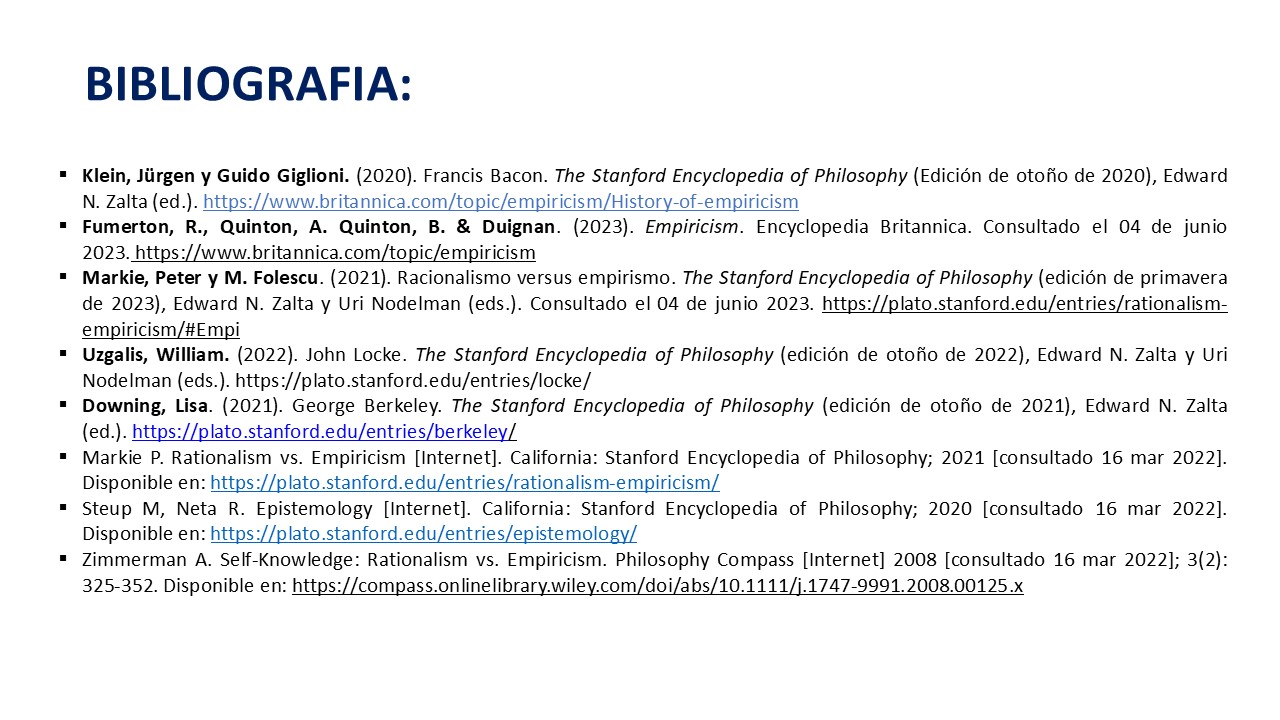 BIBLIOGRAFIA:
▪ Klein, Jürgen y Guido Giglioni. (2020). Francis Bacon. The Stanford Encyclopedia of Philosophy (Edición de otoño de 2020), Edward
N. Zalta (ed.). https://www.britannica.com/topic/empiricism/History-of-empiricism
▪ Fumerton, R., Quinton, A. Quinton, B. & Duignan. (2023). Empiricism. Encyclopedia Britannica. Consultado el 04 de junio
2023. https://www.britannica.com/topic/empiricism
▪ Markie, Peter y M. Folescu. (2021). Racionalismo versus empirismo. The Stanford Encyclopedia of Philosophy (edición de primavera
de 2023), Edward N. Zalta y Uri Nodelman (eds.). Consultado el 04 de junio 2023. https://plato.stanford.edu/entries/rationalism-
empiricism/#Empi
▪ Uzgalis, William. (2022). John Locke. The Stanford Encyclopedia of Philosophy (edición de otoño de 2022), Edward N. Zalta y Uri
Nodelman (eds.). https://plato.stanford.edu/entries/locke/
▪ Downing, Lisa. (2021). George Berkeley. The Stanford Encyclopedia of Philosophy (edición de otoño de 2021), Edward N. Zalta
(ed.). https://plato.stanford.edu/entries/berkeley/
▪ Markie P. Rationalism vs. Empiricism [Internet]. California: Stanford Encyclopedia of Philosophy; 2021 [consultado 16 mar 2022].
Disponible en: https://plato.stanford.edu/entries/rationalism-empiricism/
▪ Steup M, Neta R. Epistemology [Internet]. California: Stanford Encyclopedia of Philosophy; 2020 [consultado 16 mar 2022].
Disponible en: https://plato.stanford.edu/entries/epistemology/
▪ Zimmerman A. Self-Knowledge: Rationalism vs. Empiricism. Philosophy Compass [Internet] 2008 [consultado 16 mar 2022]; 3(2):
325-352. Disponible en: https://compass.onlinelibrary.wiley.com/doi/abs/10.1111/j.1747-9991.2008.00125.x